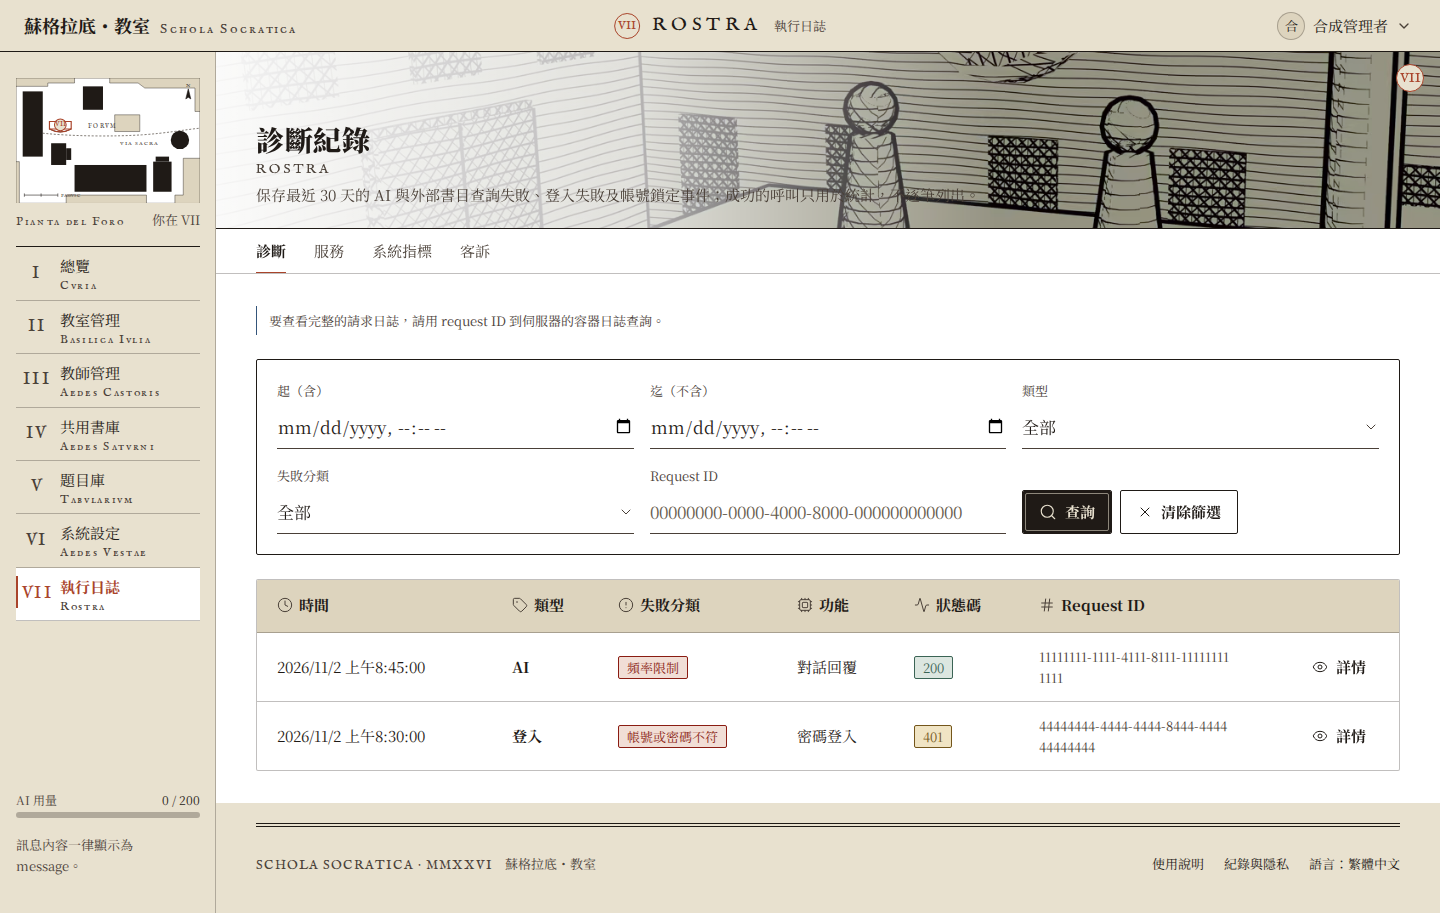 蘇格拉底・教室 Schola Socratica
VII ROSTRA 執行日誌
合 合成管理者
VII
FORVM
VIA SACRA
Pianta del Foro 你在 VII
I 總覽
Cvria
II 教室管理
Basilica Ivlia
III 教師管理
Aedes Castoris
IV 共用書庫
Aedes Satvrni
V 題目庫
Tabvlarivm
VI 系統設定
Aedes Vestae
VII 執行日誌
Rostra
AI 用量 0 / 200
訊息內容一律顯示為
message。
VII
診斷紀錄
ROSTRA
保存最近 30 天的 AI 與外部書目查詢失敗、登入失敗及帳號鎖定事件；成功的呼叫只用於統計，不逐筆列出。
診斷 服務 系統指標 客訴
要查看完整的請求日誌，請用 request ID 到伺服器的容器日誌查詢。
起（含） 迄（不含） 類型
mm/dd/yyyy, --:-- -- mm/dd/yyyy, --:-- -- 全部
失敗分類 Request ID
全部 00000000-0000-4000-8000-000000000000 查詢 清除篩選
時間 類型 失敗分類 功能 狀態碼 Request ID
2026/11/2 上午8:45:00 AI 頻率限制 對話回覆 200 11111111-1111-4111-8111-11111111
1111 詳情
2026/11/2 上午8:30:00 登入 帳號或密碼不符 密碼登入 401 44444444-4444-4444-8444-4444
44444444 詳情
SCHOLA SOCRATICA · MMXXVI 蘇格拉底・教室 使用說明 紀錄與隱私 語言：繁體中文